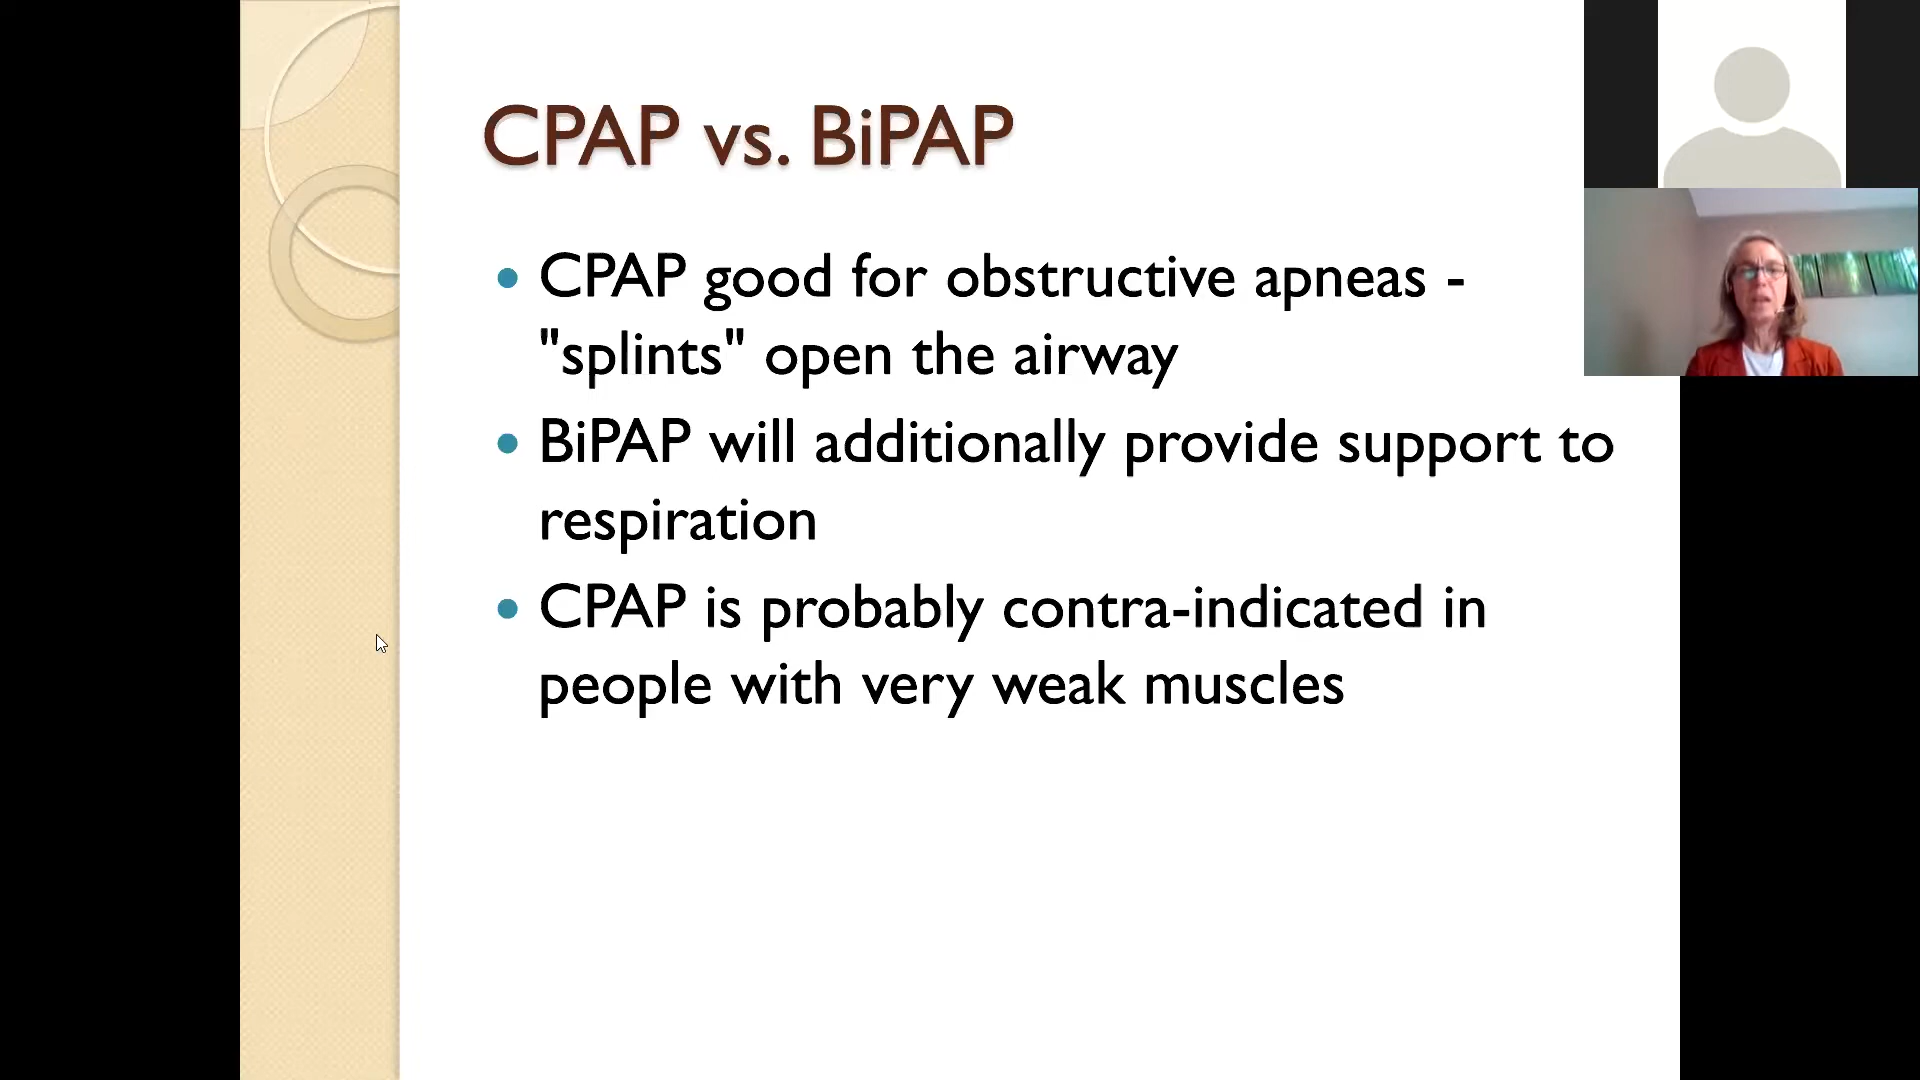 CPAP vs. BiPAP
CPAP good for obstructive apneas -
"splints" open the airway
BiPAP will additionally provide support to
respiration
CPAP is probably contra-indicated in
people with very weak muscles